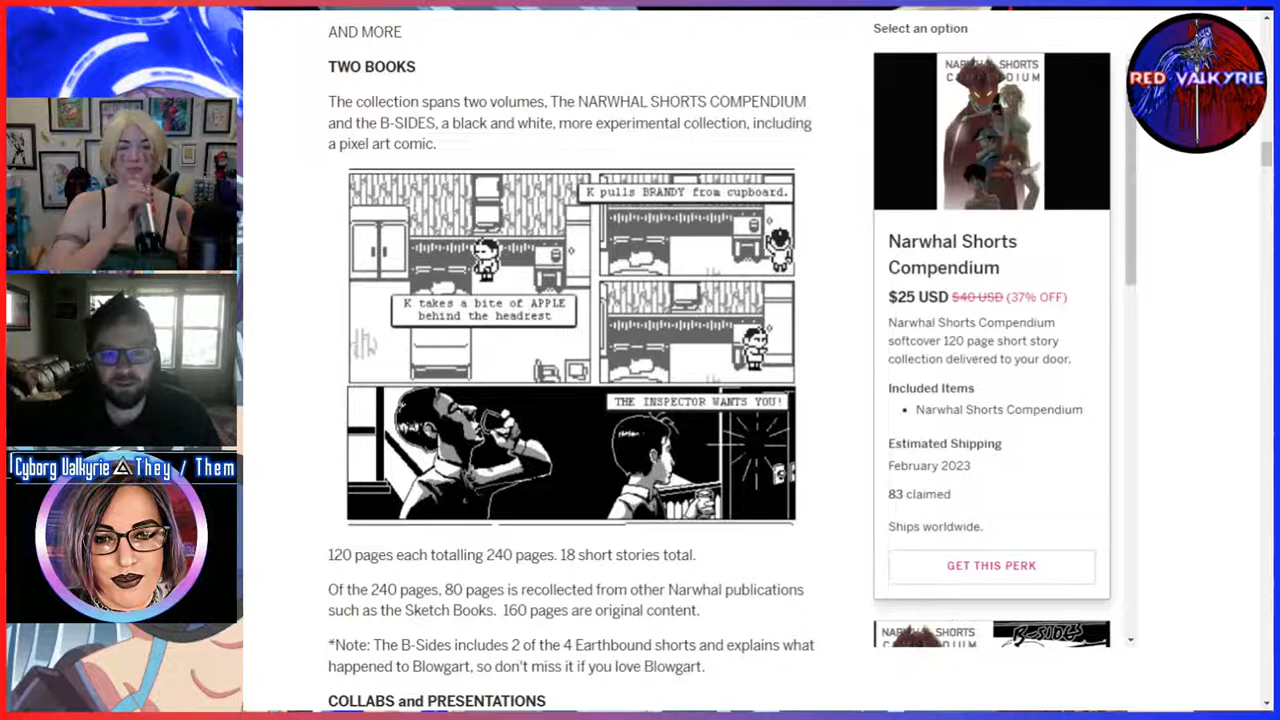 AND MORE
TWO BOOKS
The collection spans two volumes, The NARWHAL SHORTS COMPENDIUM
and the B-SIDES, a black and white, more experimental collection, including
a pixel art comic.
K pulls BRANDY from cupboard.
K takes a bite of APPLE
behind the headrest
THE INSPECTOR WANTS YOU!
120 pages each totalling 240 pages. 18 short stories total.
Of the 240 pages, 80 pages is recollected from other Narwhal publications
such as the Sketch Books. 160 pages are original content.
*Note: The B-Sides includes 2 of the 4 Earthbound shorts and explains what
happened to Blowgart, so don't miss it if you love Blowgart.
COLLABS and PRESENTATIONS
Select an option
NARWHAL SHORTS
COMPENDIUM
Narwhal Shorts
Compendium
$25 USD $40 USD (37% OFF)
Narwhal Shorts Compendium
softcover 120 page short story
collection delivered to your door.
Included Items
• Narwhal Shorts Compendium
Estimated Shipping
February 2023
83 claimed
Ships worldwide.
GET THIS PERK
NARWHAL SHORTS
B-SIDES
RED VALKYRIE
Cyborg Valkyrie They / Them